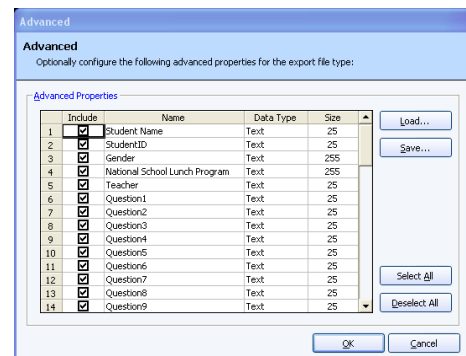 Advanced
Advanced
Optionally configure the following advanced properties for the export file type:
Advanced Properties
Include Name Data Type Size
1 Student Name Text 25
2 StudentID Text 25
3 Gender Text 255
4 National School Lunch Program Text 255
5 Teacher Text 25
6 Question1 Text 25
7 Question2 Text 25
8 Question3 Text 25
9 Question4 Text 25
10 Question5 Text 25
11 Question6 Text 25
12 Question7 Text 25
13 Question8 Text 25
14 Question9 Text 25
Load...
Save...
Select All
Deselect All
OK Cancel